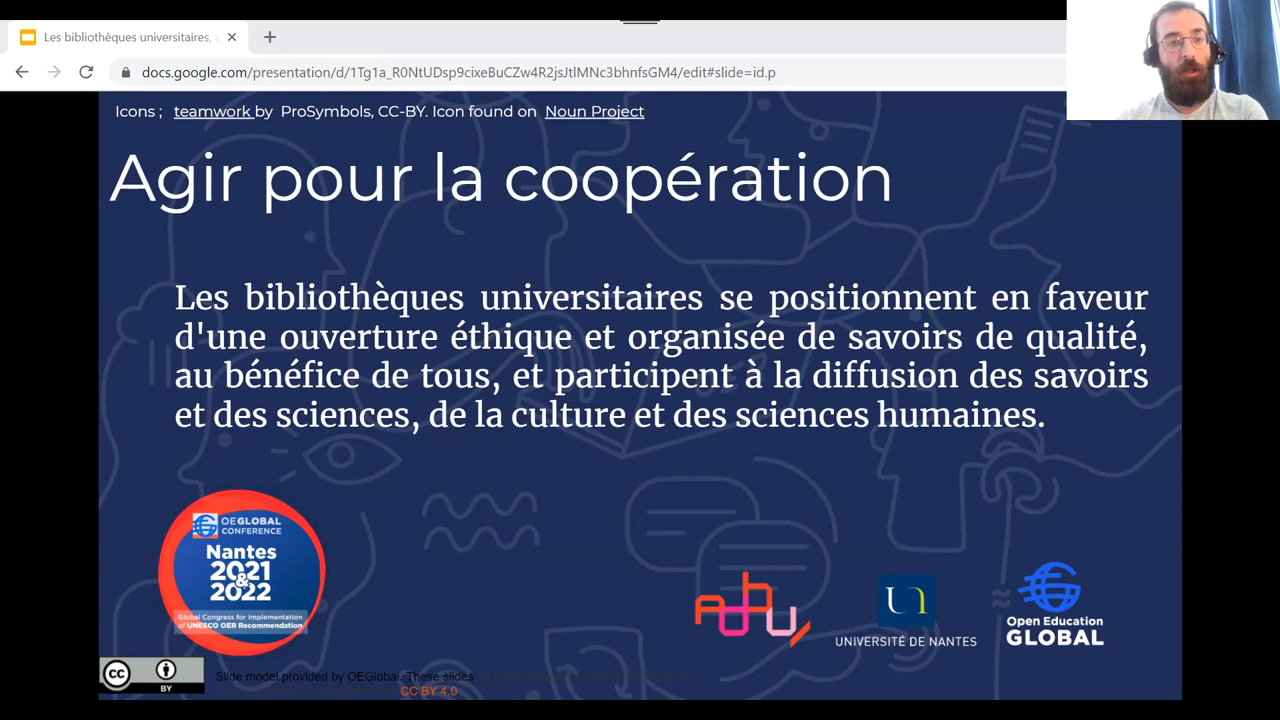 Les bibliothèques universitaires, a
docs.google.com/presentation/d/1Tg1a_R0NtUDsp9cixeBuCZw4R2jsJtlMNc3bhnfsGM4/edit#slide=id.p
Icons ; teamwork by ProSymbols, CC-BY. Icon found on Noun Project
Agir pour la coopération
Les bibliothèques universitaires se positionnent en faveur
d'une ouverture éthique et organisée de savoirs de qualité,
au bénéfice de tous, et participent à la diffusion des savoirs
et des sciences, de la culture et des sciences humaines.
OEGLOBAL
CONFERENCE
Nantes
2021
&
2022
Global Congress for Implementation
of UNESCO OER Recommendation
adbu
UN
UNIVERSITÉ DE NANTES
Open Education
GLOBAL
cc
BY
Slide model provided by OEGlobal. These slides
CC BY 4.0